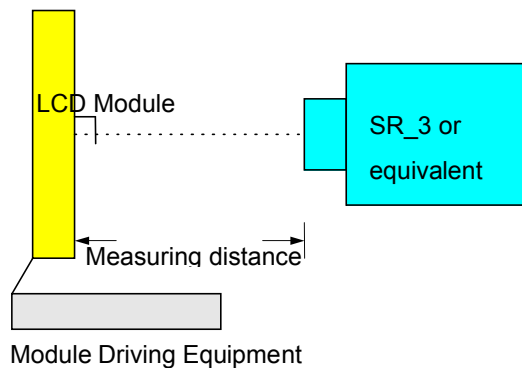 LCD Module
SR_3 or
equivalent
Measuring distance
Module Driving Equipment